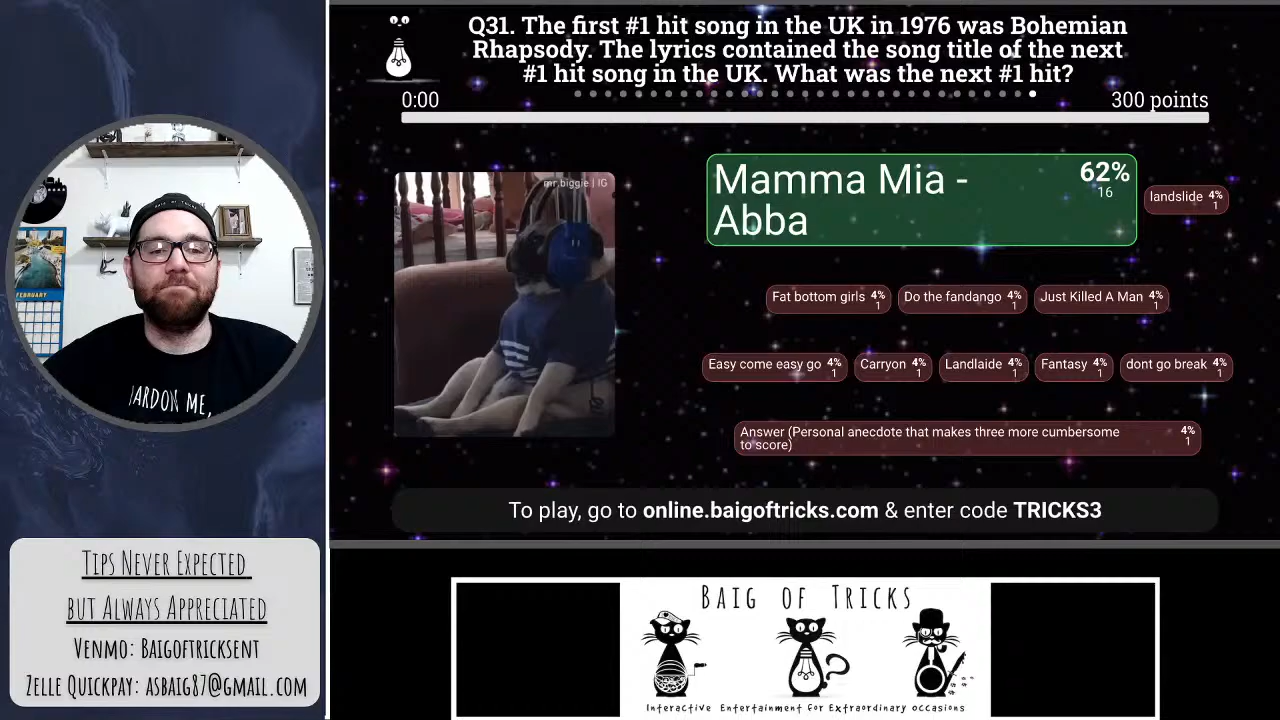 Q31. The first #1 hit song in the UK in 1976 was Bohemian
Rhapsody. The lyrics contained the song title of the next
#1 hit song in the UK. What was the next #1 hit?
0:00
300 points
mr.biggie | IG
Mamma Mia -
Abba
62%
16
landslide 4%
1
Fat bottom girls 4%
1
Do the fandango 4%
1
Just Killed A Man 4%
1
Easy come easy go 4%
1
Carryon 4%
1
Landlaide 4%
1
Fantasy 4%
1
dont go break 4%
1
Answer (Personal anecdote that makes three more cumbersome
to score)
4%
1
To play, go to online.baigoftricks.com & enter code TRICKS3
FEBRUARY
PARDON ME,
Tips Never Expected
but Always Appreciated
Venmo: Baigoftricksent
Zelle Quickpay: asbaig87@gmail.com
Baig of Tricks
Interactive Entertainment for Extraordinary Occasions